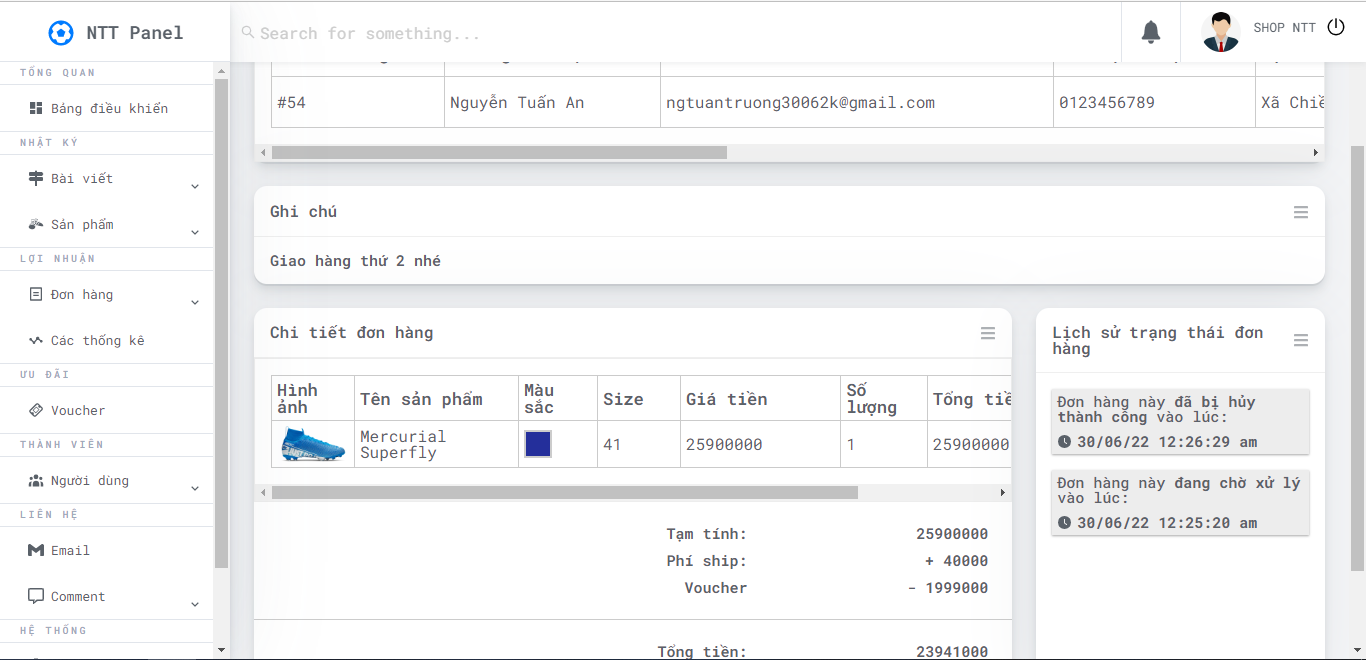 NTT Panel
Search for something...
SHOP NTT
TỔNG QUAN
Bảng điều khiển
NHẬT KÝ
Bài viết
Sản phẩm
LỢI NHUẬN
Đơn hàng
Các thống kê
ƯU ĐÃI
Voucher
THÀNH VIÊN
Người dùng
LIÊN HỆ
Email
Comment
HỆ THỐNG
#54 Nguyễn Tuấn An ngtuantruong30062k@gmail.com 0123456789 Xã Chiề
Ghi chú
Giao hàng thứ 2 nhé
Chi tiết đơn hàng
Hình ảnh Tên sản phẩm Màu sắc Size Giá tiền Số lượng Tổng tiề
Mercurial Superfly 41 25900000 1 25900000
Tạm tính: 25900000
Phí ship: + 40000
Voucher - 1999000
Tổng tiền: 23941000
Lịch sử trạng thái đơn
hàng
Đơn hàng này đã bị hủy
thành công vào lúc:
30/06/22 12:26:29 am
Đơn hàng này đang chờ xử lý
vào lúc:
30/06/22 12:25:20 am